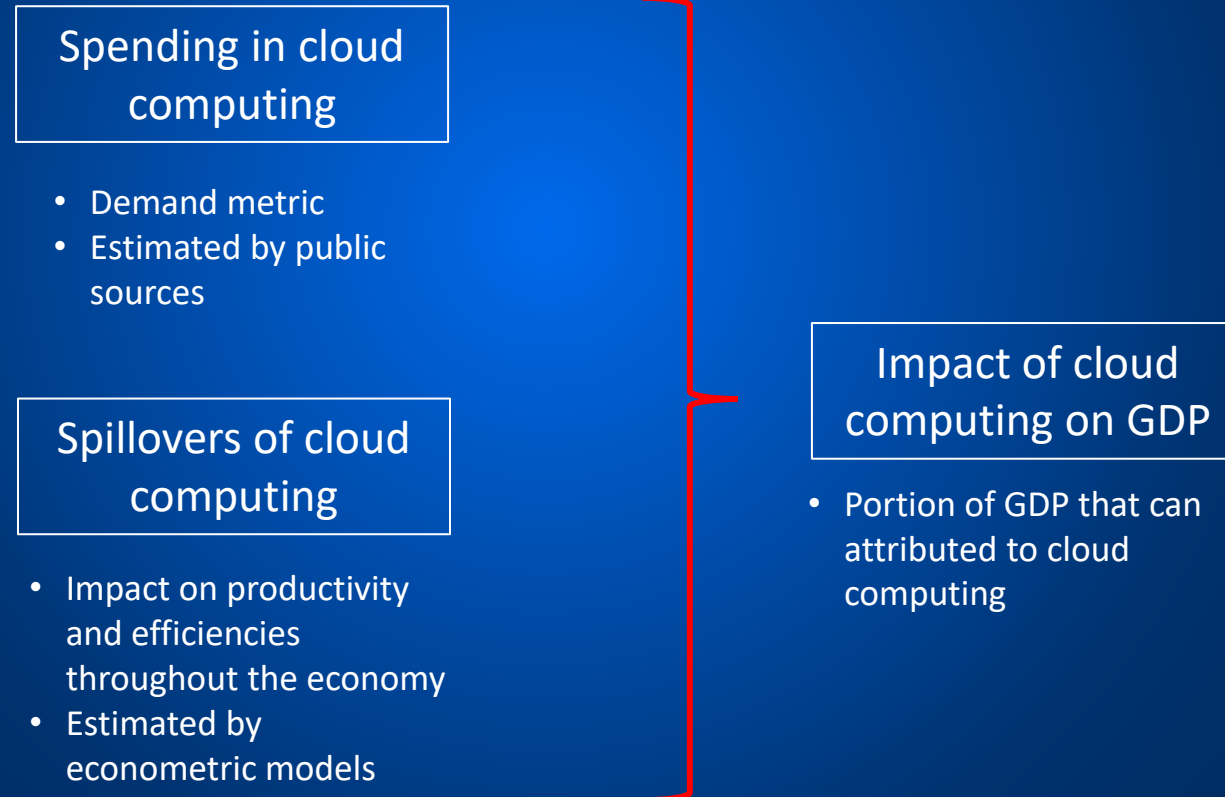 Spending in cloud
computing
• Demand metric
• Estimated by public
sources
Spillovers of cloud
computing
• Impact on productivity
and efficiencies
throughout the economy
• Estimated by
econometric models
Impact of cloud
computing on GDP
• Portion of GDP that can
attributed to cloud
computing